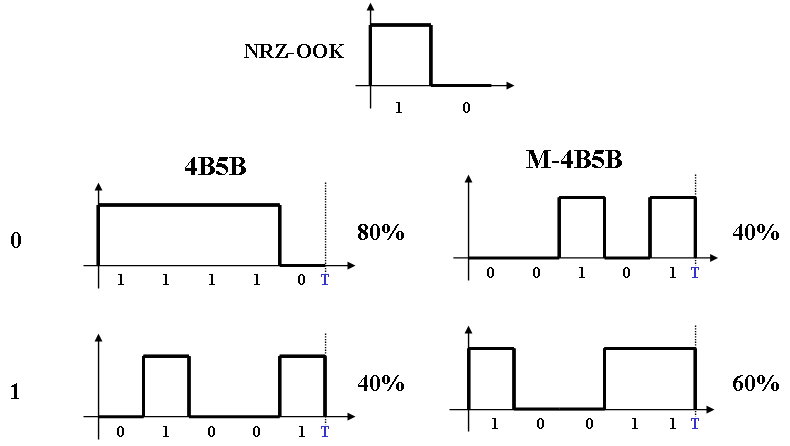 NRZ-OOK
1 0
4B5B
M-4B5B
0
80%
40%
1 1 1 1 0 T
0 0 1 0 1 T
1
40%
60%
0 1 0 0 1 T
1 0 0 1 1 T